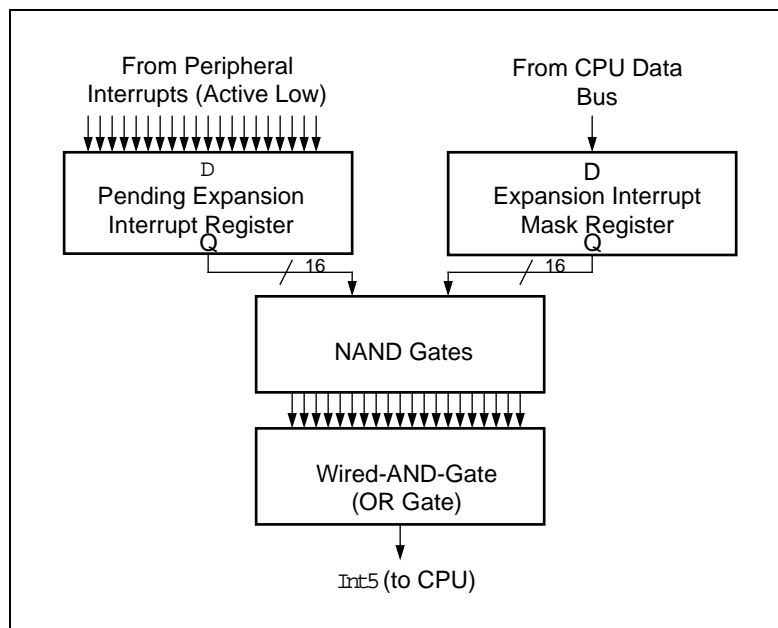 From Peripheral
Interrupts (Active Low)
From CPU Data
Bus
D
Pending Expansion
Interrupt Register
Q
D
Expansion Interrupt
Mask Register
Q
16
16
NAND Gates
Wired-AND-Gate
(OR Gate)
Int5 (to CPU)